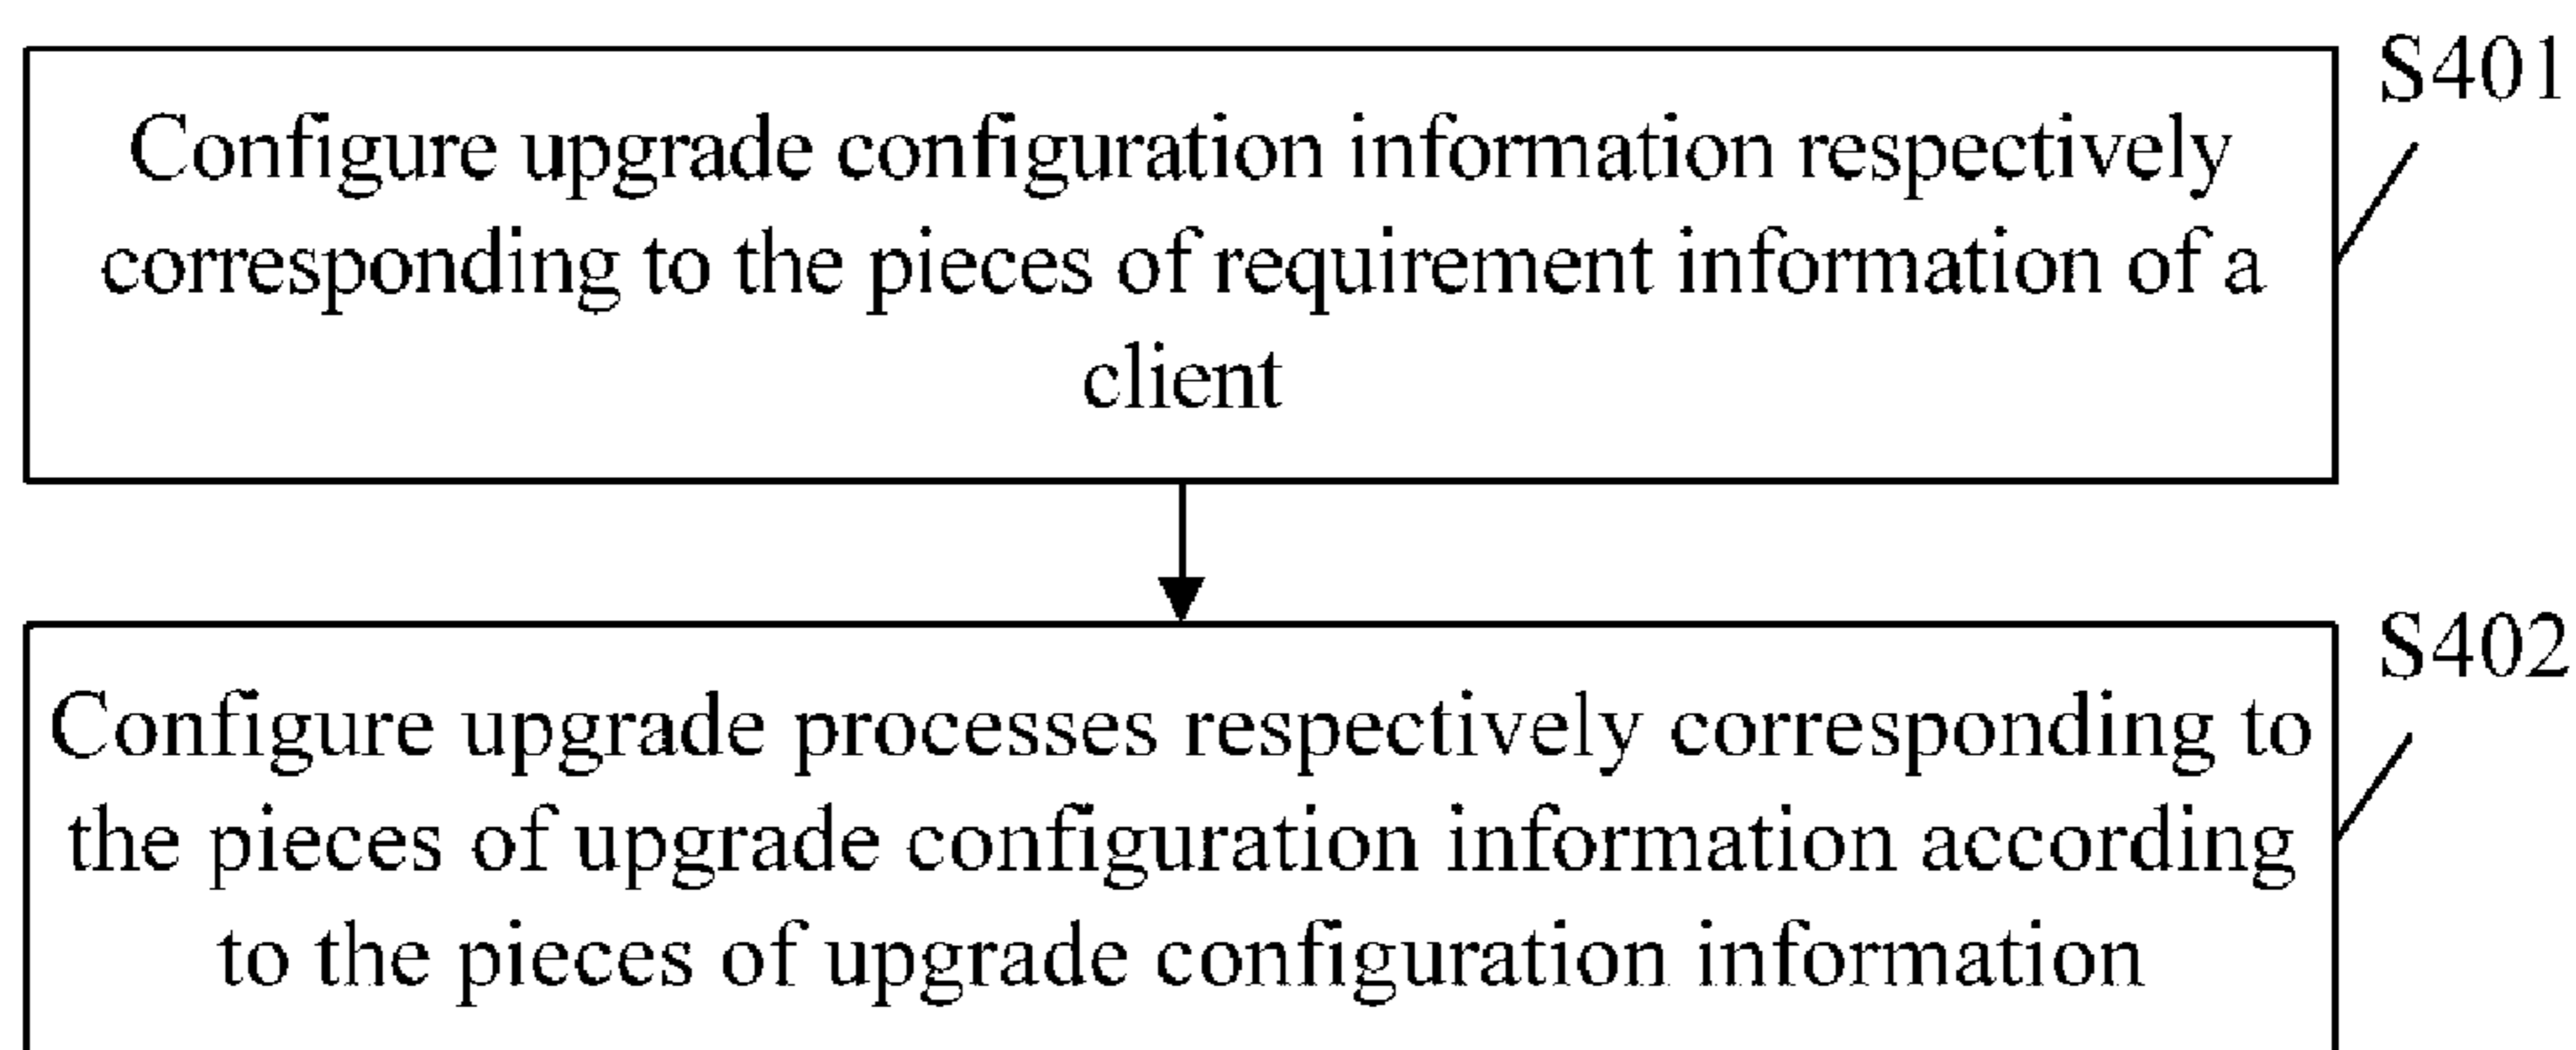 S401
Configure upgrade configuration information respectively
corresponding to the pieces of requirement information of a
client
S402
Configure upgrade processes respectively corresponding to
the pieces of upgrade configuration information according
to the pieces of upgrade configuration information